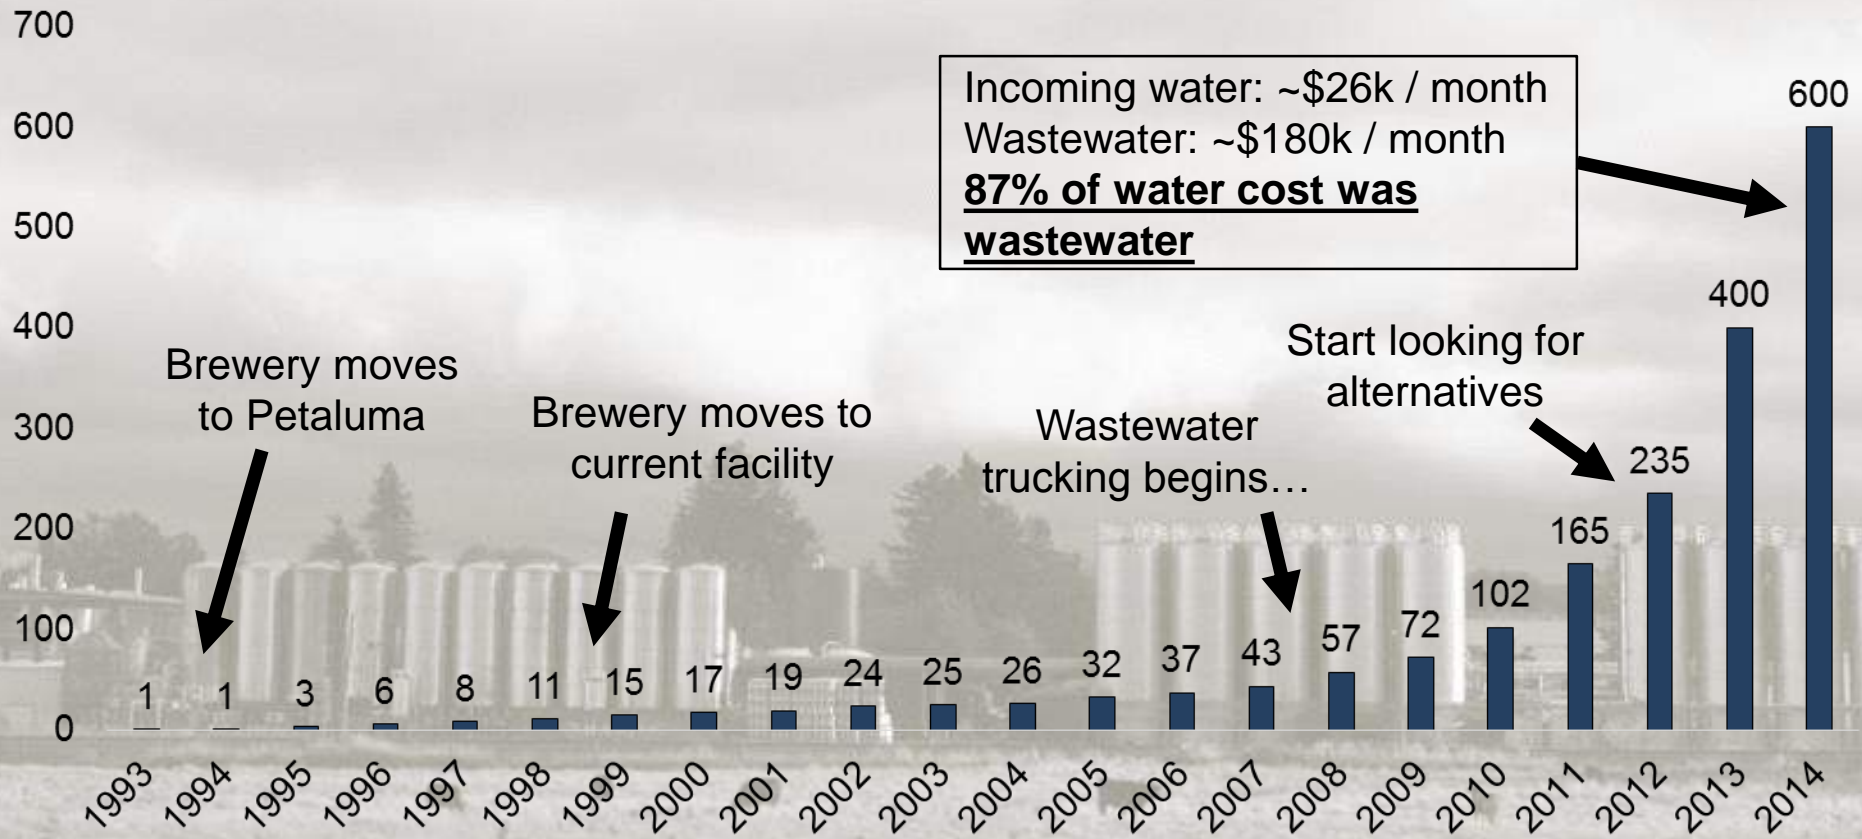 700
600
500
400
300
200
100
0
Incoming water: ~$26k / month
Wastewater: ~$180k / month
87% of water cost was
wastewater
Brewery moves
to Petaluma
Brewery moves to
current facility
Wastewater
trucking begins…
Start looking for
alternatives
1 1 3 6 8 11 15 17 19 24 25 26 32 37 43 57 72 102 165 235 400 600
1993 1994 1995 1996 1997 1998 1999 2000 2001 2002 2003 2004 2005 2006 2007 2008 2009 2010 2011 2012 2013 2014